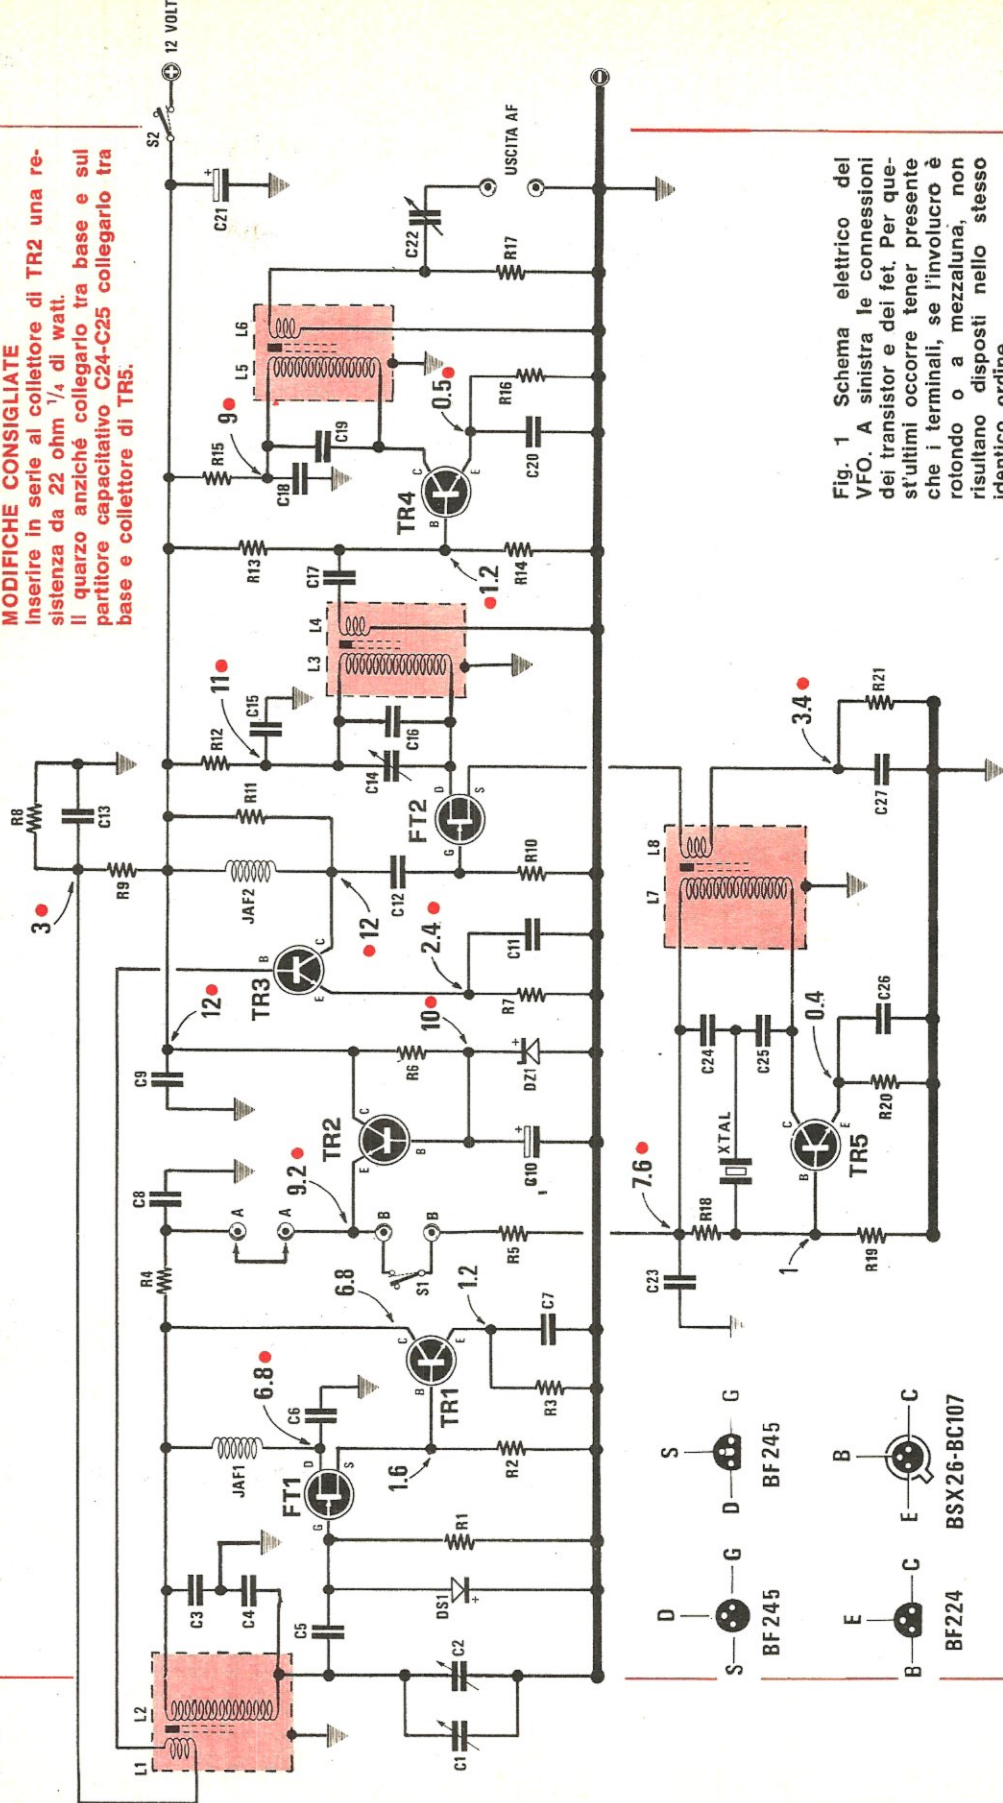 MODIFICHE CONSIGLIATE
Inserire in serie al collettore di TR2 una re-
sistenza da 22 ohm 1/4 di watt.
Il quarzo anziché collegarlo tra base e sul
partitore capacitativo C24-C25 collegarlo tra
base e collettore di TR5.
S2
12 VOLT
C21
C22
USCITA AF
R17
L6
L5
R15
9
C18
C19
0.5
R16
C20
TR4
C
B
E
R13
C17
R14
1.2
L4
L3
R12
11
C15
C14
C16
R8
C13
3
R9
R11
JAF2
FT2
D
G
S
C12
R10
12
TR3
B
C
E
2.4
C11
R7
12
C9
R6
10
DZ1
TR2
C
B
E
C10
C8
A
A
9.2
B
B
S1
R5
R4
6.8
1.2
C7
TR1
C
B
E
R3
6.8
C6
JAF1
FT1
D
G
S
1.6
R2
R1
DS1
C3
C4
C5
L2
L1
C2
C1
L8
L7
3.4
R21
C27
C24
C25
0.4
C26
R20
XTAL
TR5
C
B
E
7.6
R18
C23
1
R19
S
D
G
BF245
D
S
G
BF245
B
E
C
BSX26-BC107
E
B
C
BF224
Fig. 1 Schema elettrico del
VFO. A sinistra le connessioni
dei transistor e dei fet. Per que-
st'ultimi occorre tener presente
che i terminali, se l'involucro è
rotondo o a mezzaluna, non
risultano disposti nello stesso
identico ordine